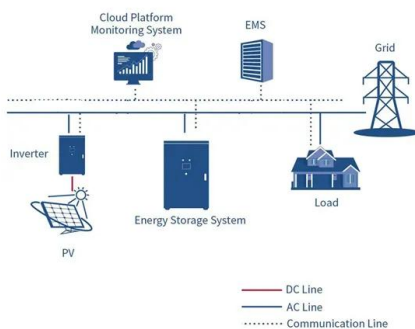 Cloud Platform
Monitoring System
EMS
Grid
Inverter
Energy Storage System
Load
PV
DC Line
AC Line
Communication Line